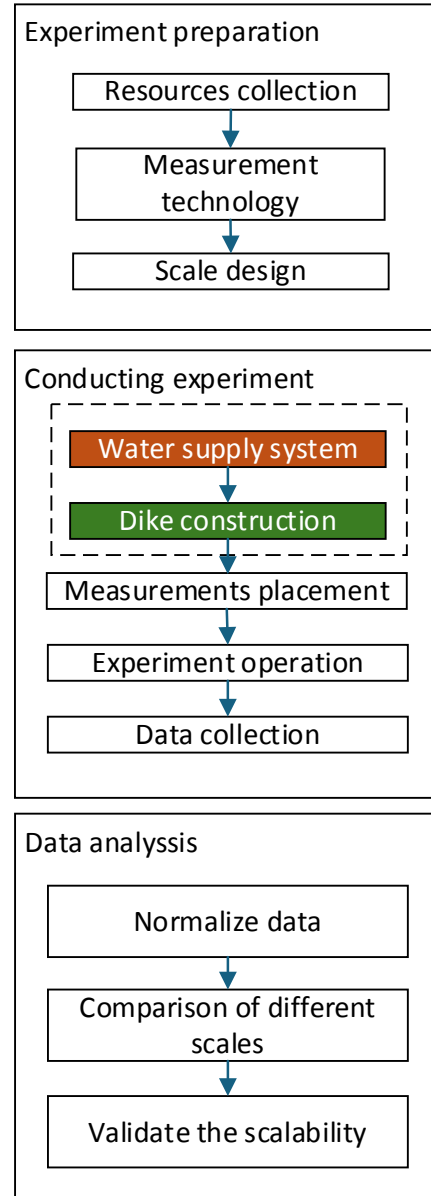 Experiment preparation
Resources collection
Measurement
technology
Scale design
Conducting experiment
Water supply system
Dike construction
Measurements placement
Experiment operation
Data collection
Data analyssis
Normalize data
Comparison of different
scales
Validate the scalability